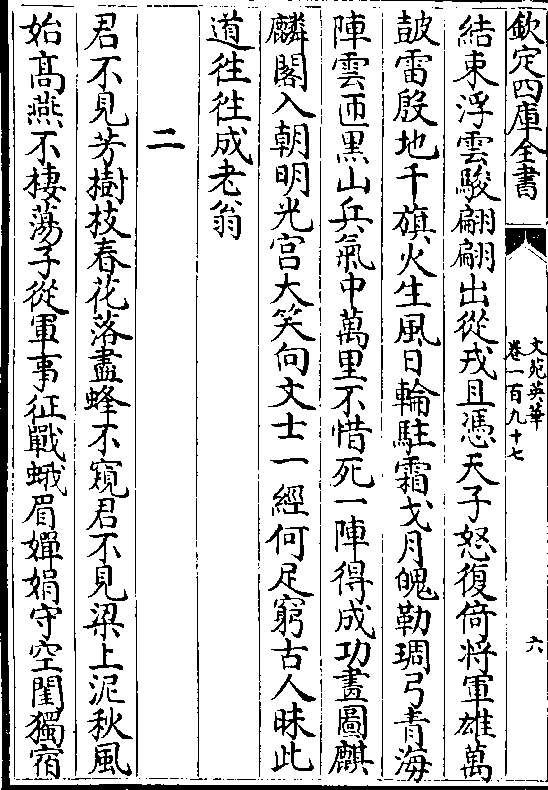 欽定四庫全書
文苑英華
卷一百九十七
六
結束浮雲駿翩翩出從戎且憑天子怒復倚將軍雄萬
鼓雷殷地千旗火生風日輪駐霜戈月魄勒琱弓青海
陣雲匝黑山兵氣中萬里不惜死一陣得成功畫圖麒
麟閣入朝明光宮大笑向文士一經何足窮古人昧此
道徃徃成老翁
二
君不見芳樹枝春花落盡蜂不窺君不見梁上泥秋風
始髙燕不棲蕩子從軍事征戰蛾眉嬋娟守空閨獨宿